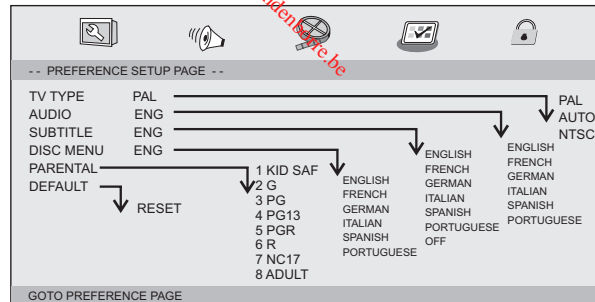 -- PREFERENCE SETUP PAGE --
TV TYPE PAL
AUDIO ENG
SUBTITLE ENG
DISC MENU ENG
PARENTAL
DEFAULT
RESET
1 KID SAF
2 G
3 PG
4 PG13
5 PGR
6 R
7 NC17
8 ADULT
ENGLISH
FRENCH
GERMAN
ITALIAN
SPANISH
PORTUGUESE
ENGLISH
FRENCH
GERMAN
ITALIAN
SPANISH
PORTUGUESE
OFF
ENGLISH
FRENCH
GERMAN
ITALIAN
SPANISH
PORTUGUESE
PAL
AUTO
NTSC
GOTO PREFERENCE PAGE